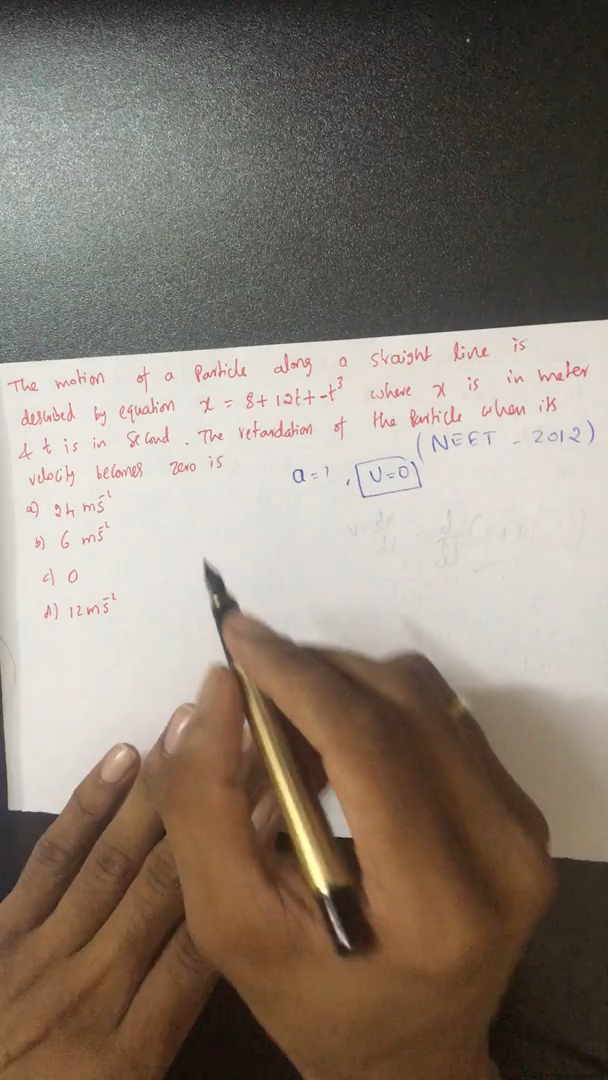 The motion of a Particle along a straight line is
described by equation x = 8+12t+-t³ where x is in meter
& t is in Second. The retardation of the Particle when its
velocity becomes zero is
(NEET - 2012)
a = ? , V=0
a) 24 ms⁻²
b) 6 ms⁻²
c) 0
d) 12ms⁻²